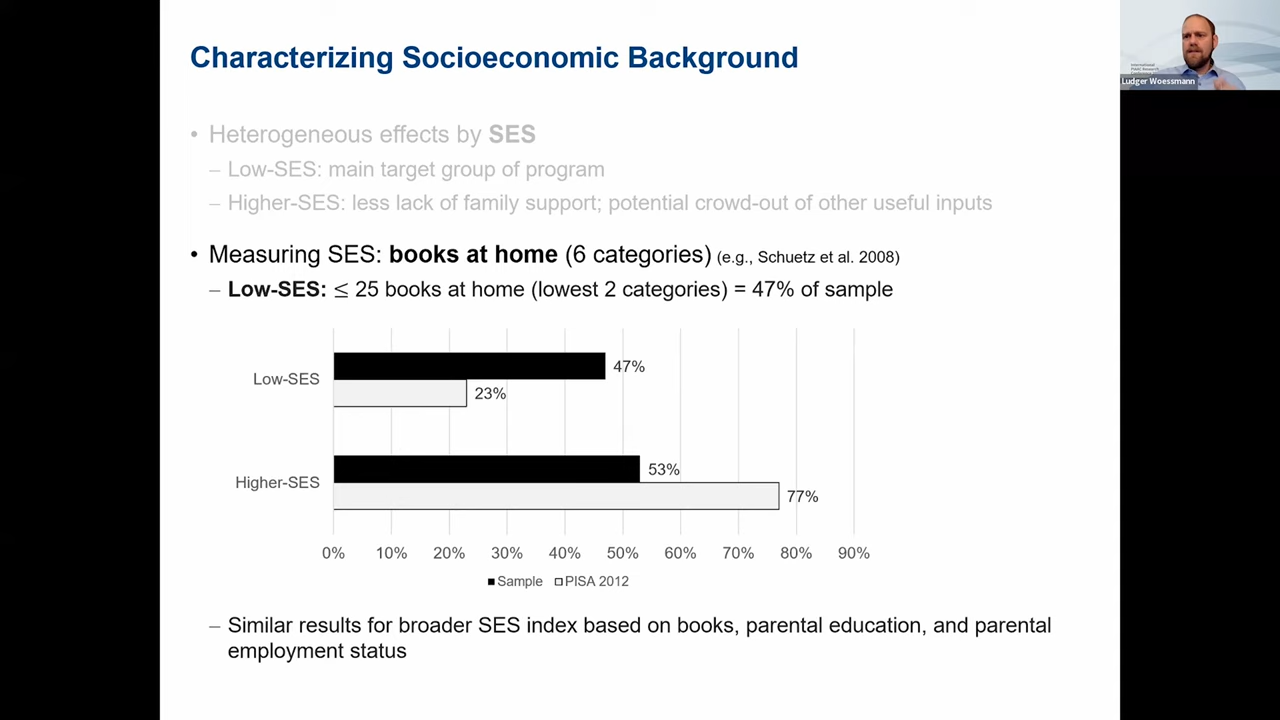 Characterizing Socioeconomic Background
• Heterogeneous effects by SES
– Low-SES: main target group of program
– Higher-SES: less lack of family support; potential crowd-out of other useful inputs
• Measuring SES: books at home (6 categories) (e.g., Schuetz et al. 2008)
– Low-SES: ≤ 25 books at home (lowest 2 categories) = 47% of sample
47%
Low-SES
23%
53%
Higher-SES
77%
0% 10% 20% 30% 40% 50% 60% 70% 80% 90%
Sample PISA 2012
– Similar results for broader SES index based on books, parental education, and parental
employment status
International
Public Research
Ludger Woessmann